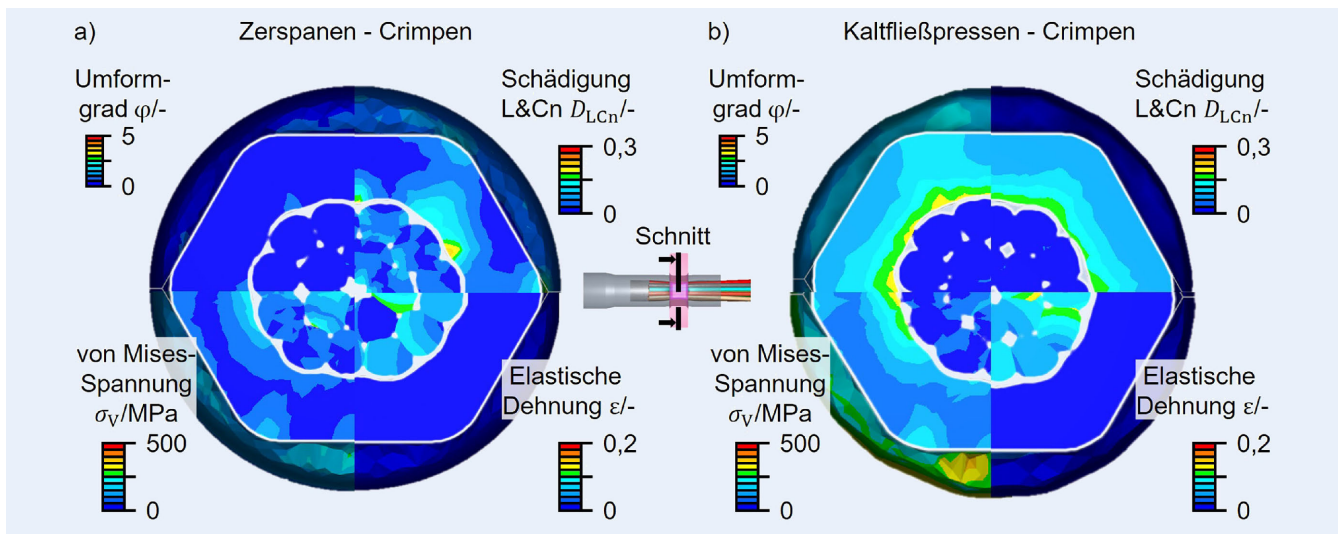 a)
Zerspanen - Crimpen
Umform-
grad φ/-
5
0
Schädigung
L&Cn D_LCn/-
0,3
0
von Mises-
Spannung
σ_V/MPa
500
0
Elastische
Dehnung ε/-
0,2
0
Schnitt
b)
Kaltfließpressen - Crimpen
Umform-
grad φ/-
5
0
Schädigung
L&Cn D_LCn/-
0,3
0
von Mises-
Spannung
σ_V/MPa
500
0
Elastische
Dehnung ε/-
0,2
0